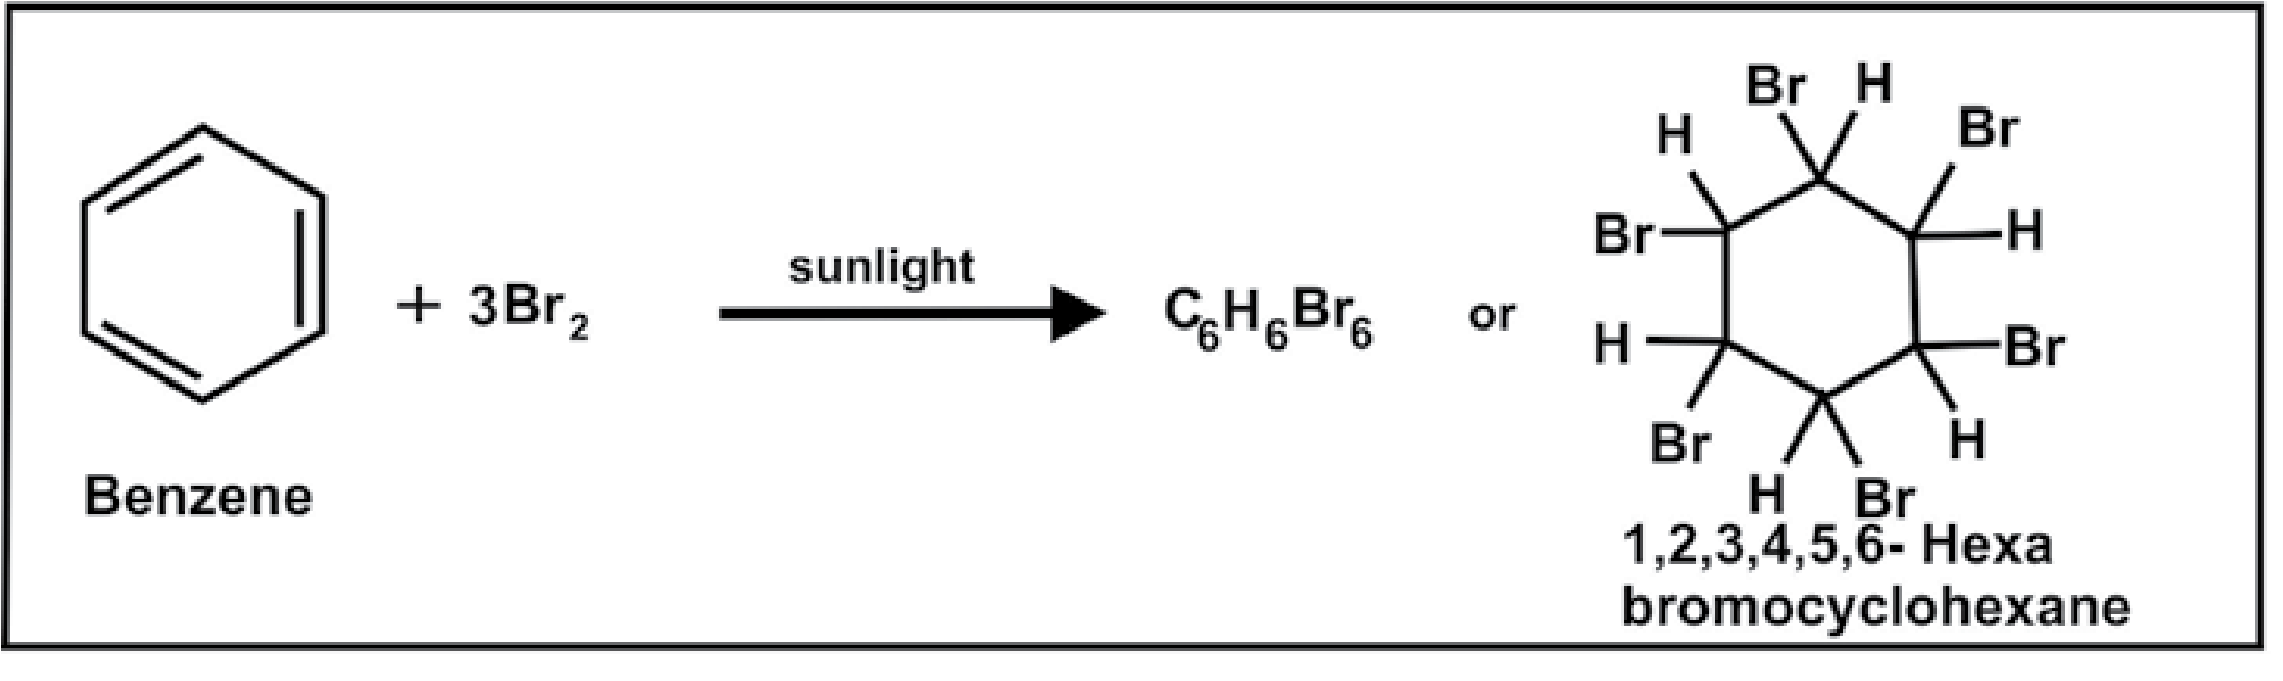 Benzene
+ 3Br₂
sunlight
C₆H₆Br₆ or
Br H
H Br
Br H
H Br
Br H
H Br
1,2,3,4,5,6- Hexa
bromocyclohexane